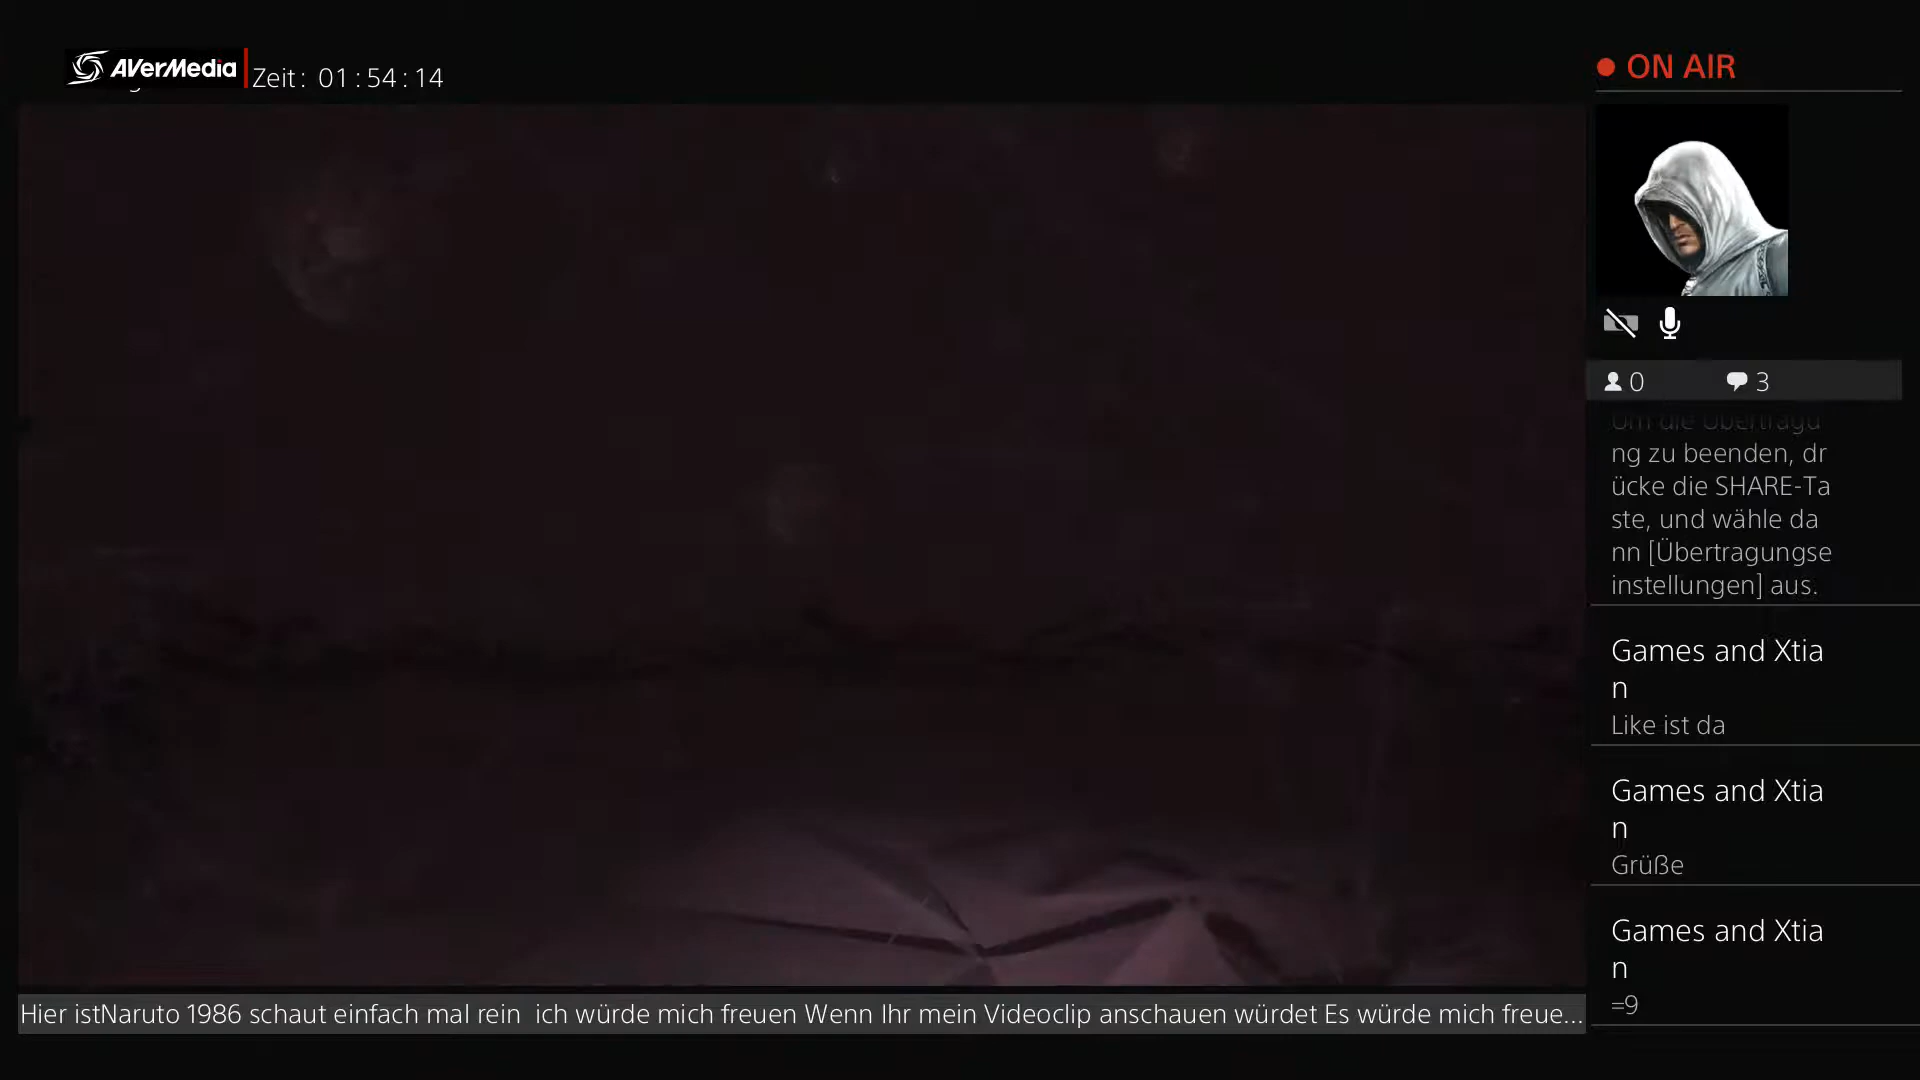 AVerMedia
Zeit: 01:54:14
ON AIR
0 3
Um die Übertragu
ng zu beenden, dr
ücke die SHARE-Ta
ste, und wähle da
nn [Übertragungse
instellungen] aus.
Games and Xtia
n
Like ist da
Games and Xtia
n
Grüße
Games and Xtia
n
=9
Hier istNaruto 1986 schaut einfach mal rein  ich würde mich freuen Wenn Ihr mein Videoclip anschauen würdet Es würde mich freue...